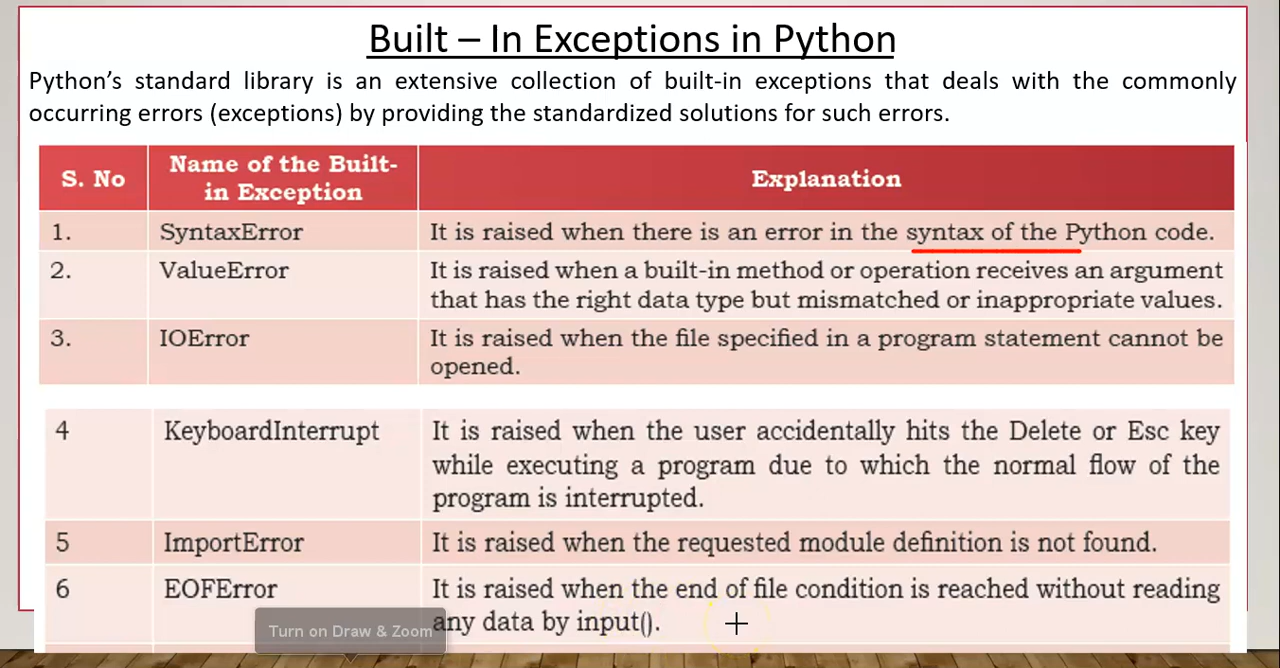 Built – In Exceptions in Python
Python's standard library is an extensive collection of built-in exceptions that deals with the commonly
occurring errors (exceptions) by providing the standardized solutions for such errors.
S. No
Name of the Built-
in Exception
Explanation
1.
SyntaxError
It is raised when there is an error in the syntax of the Python code.
2.
ValueError
It is raised when a built-in method or operation receives an argument
that has the right data type but mismatched or inappropriate values.
3.
IOError
It is raised when the file specified in a program statement cannot be
opened.
4
KeyboardInterrupt
It is raised when the user accidentally hits the Delete or Esc key
while executing a program due to which the normal flow of the
program is interrupted.
5
ImportError
It is raised when the requested module definition is not found.
6
EOFError
It is raised when the end of file condition is reached without reading
any data by input().
Turn on Draw & Zoom